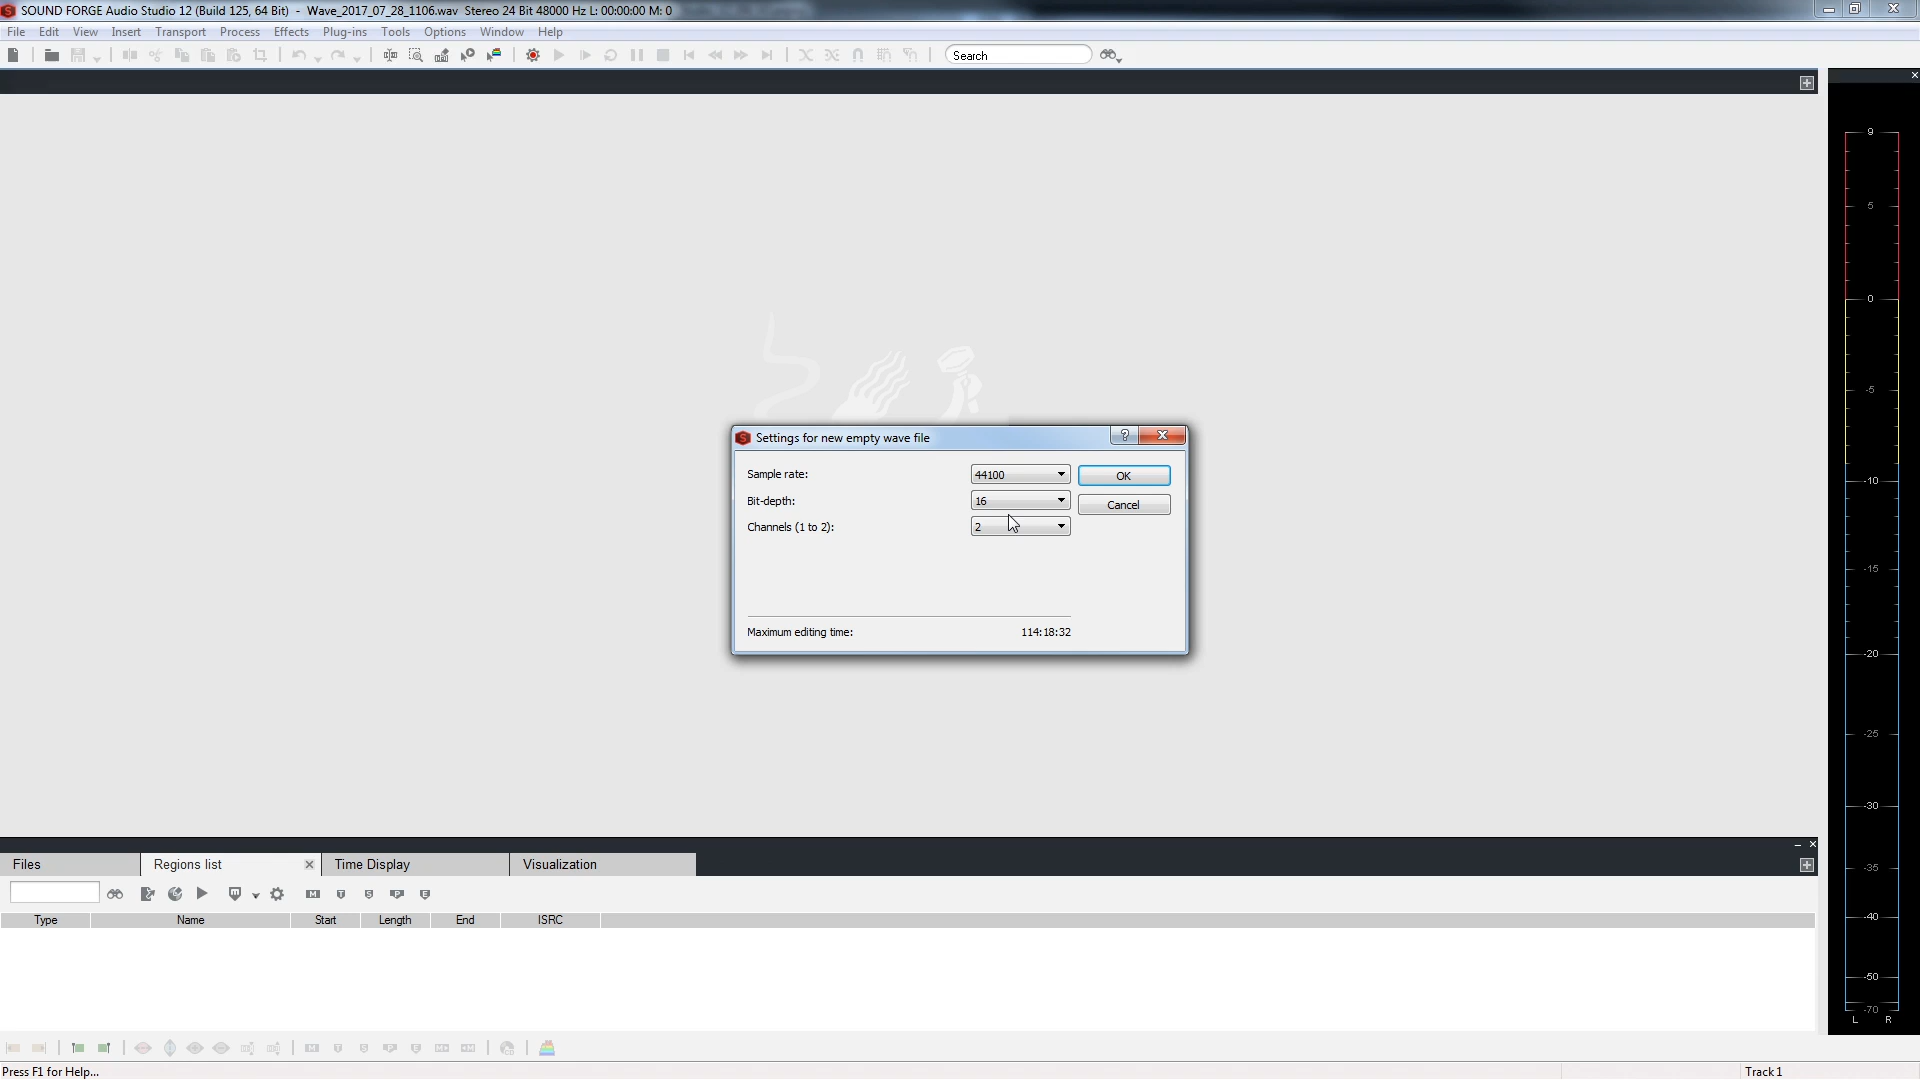 SOUND FORGE Audio Studio 12 (Build 125, 64 Bit)  -  Wave_2017_07_28_1106.wav  Stereo 24 Bit 48000 Hz L: 00:00:00 M: 0
File Edit View Insert Transport Process Effects Plug-ins Tools Options Window Help
Search
9
5
0
-5
-10
-15
-20
-25
-30
-35
-40
-50
-70
L R
Settings for new empty wave file
Sample rate: 44100 OK
Bit-depth: 16 Cancel
Channels (1 to 2): 2
Maximum editing time: 114:18:32
Files Regions list Time Display Visualization
M T S P E
Type Name Start Length End ISRC
Press F1 for Help... Track 1